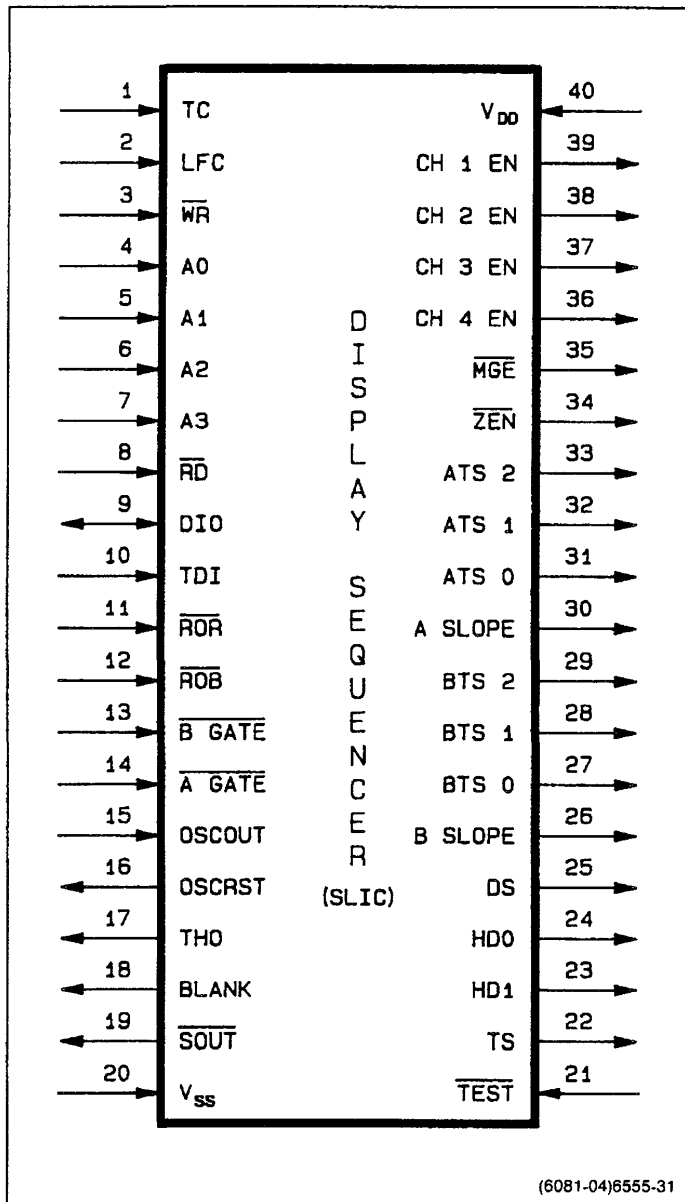 1 TC
2 LFC
3 WR
4 A0
5 A1
6 A2
7 A3
8 RD
9 DIO
10 TDI
11 ROR
12 ROB
13 B GATE
14 A GATE
15 OSCOUT
16 OSCRST
17 THO
18 BLANK
19 SOUT
20 VSS
DISPLAY SEQUENCER
(SLIC)
VDD 40
CH 1 EN 39
CH 2 EN 38
CH 3 EN 37
CH 4 EN 36
MGE 35
ZEN 34
ATS 2 33
ATS 1 32
ATS 0 31
A SLOPE 30
BTS 2 29
BTS 1 28
BTS 0 27
B SLOPE 26
DS 25
HD0 24
HD1 23
TS 22
TEST 21
(6081-04)6555-31